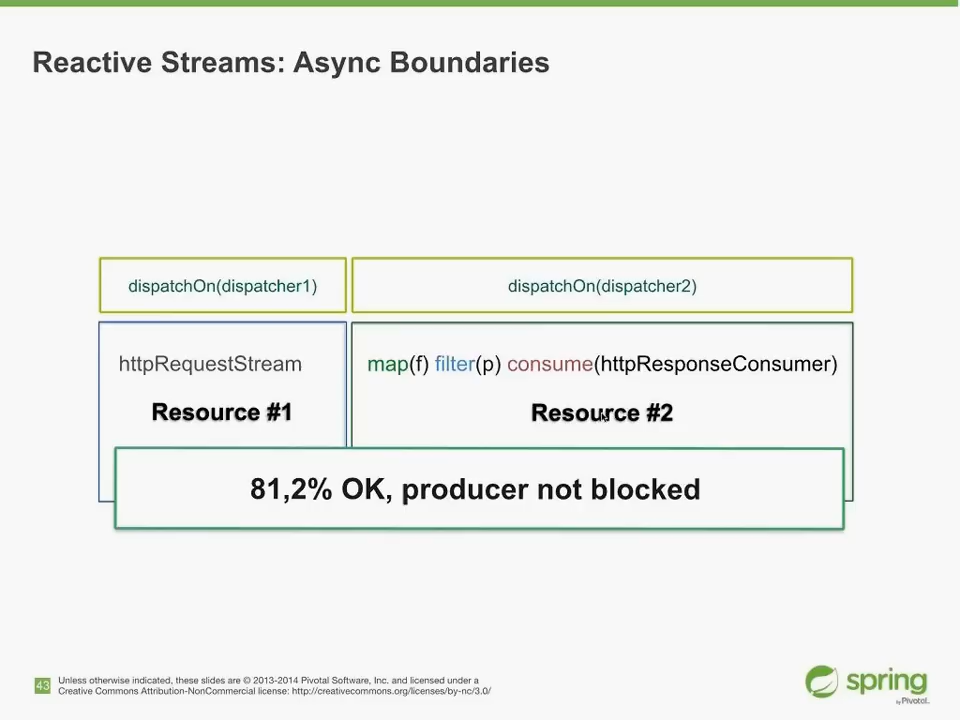 Reactive Streams: Async Boundaries
dispatchOn(dispatcher1)
dispatchOn(dispatcher2)
httpRequestStream
map(f) filter(p) consume(httpResponseConsumer)
Resource #1
Resource #2
81,2% OK, producer not blocked
43
Unless otherwise indicated, these slides are © 2013-2014 Pivotal Software, Inc. and licensed under a
Creative Commons Attribution-NonCommercial license: http://creativecommons.org/licenses/by-nc/3.0/
spring
by Pivotal.